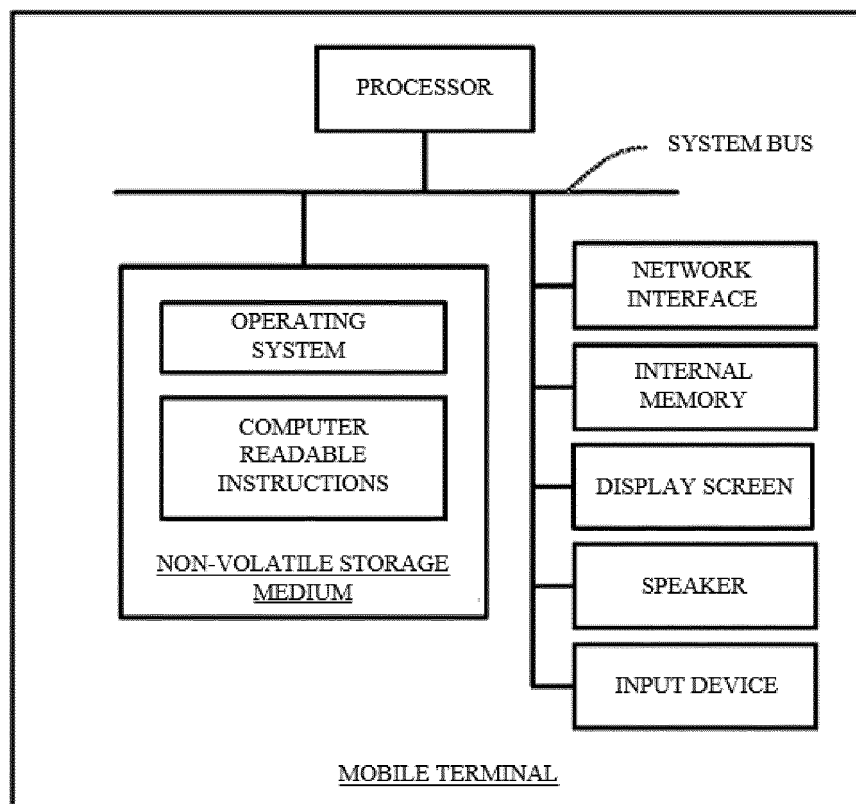 PROCESSOR
SYSTEM BUS
OPERATING
SYSTEM
COMPUTER
READABLE
INSTRUCTIONS
NON-VOLATILE STORAGE
MEDIUM
NETWORK
INTERFACE
INTERNAL
MEMORY
DISPLAY SCREEN
SPEAKER
INPUT DEVICE
MOBILE TERMINAL